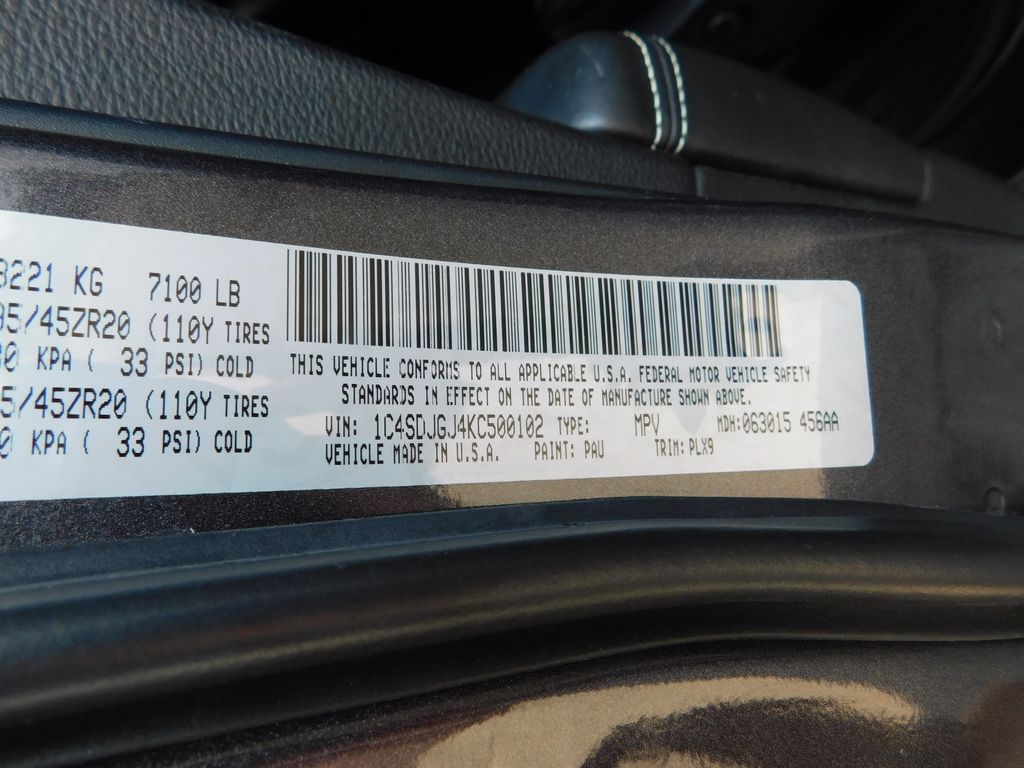 3221 KG 7100 LB
5/45ZR20 (110Y TIRES
0 KPA ( 33 PSI) COLD
5/45ZR20 (110Y TIRES
0 KPA ( 33 PSI) COLD
THIS VEHICLE CONFORMS TO ALL APPLICABLE U.S.A. FEDERAL MOTOR VEHICLE SAFETY
STANDARDS IN EFFECT ON THE DATE OF MANUFACTURE SHOWN ABOVE.
VIN: 1C4SDJGJ4KC500102 TYPE: MPV MDH:063015 456AA
VEHICLE MADE IN U.S.A. PAINT: PAU TRIM: PLX9